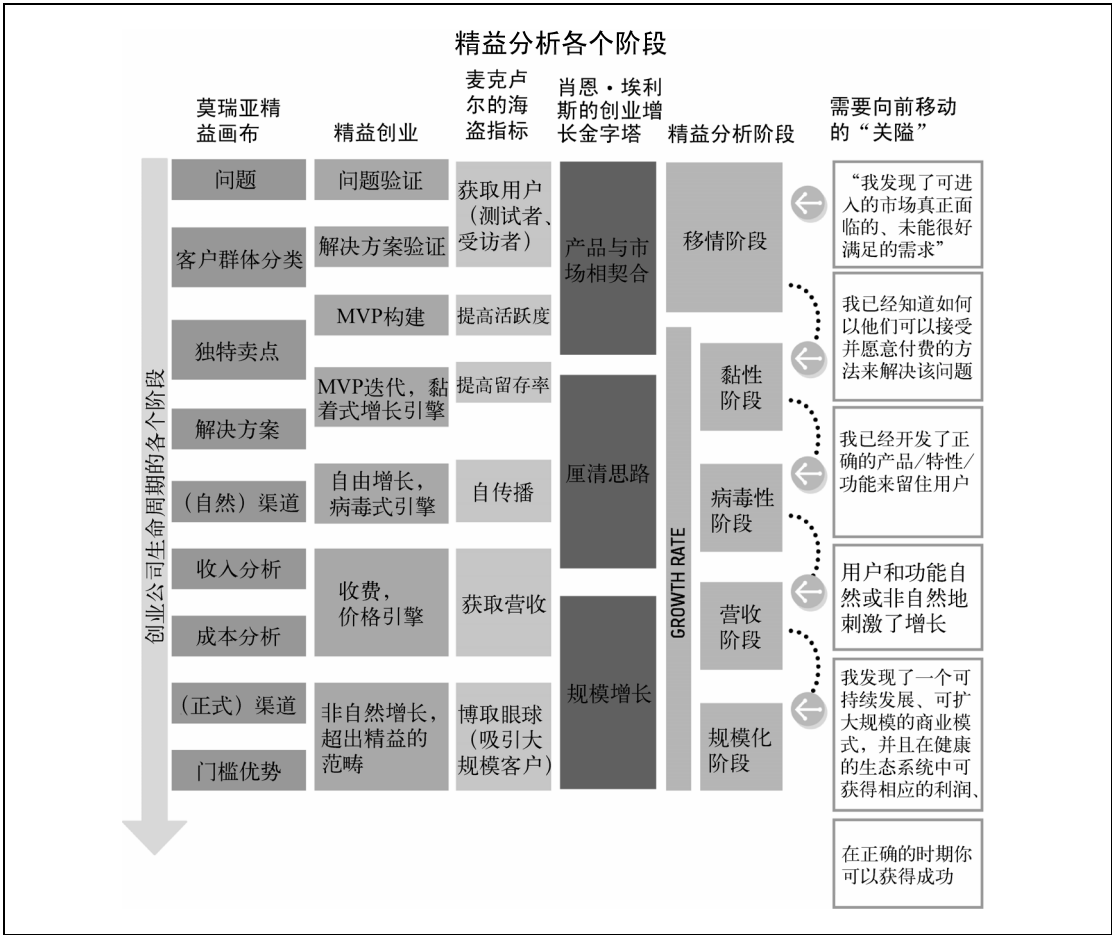 精益分析各个阶段
莫瑞亚精
益画布
精益创业
麦克卢
尔的海
盗指标
肖恩·埃利
斯的创业增
长金字塔
精益分析阶段
需要向前移动
的“关隘”
创业公司生命周期的各个阶段
问题
客户群体分类
独特卖点
解决方案
（自然）渠道
收入分析
成本分析
（正式）渠道
门槛优势
问题验证
解决方案验证
MVP构建
MVP迭代，黏
着式增长引擎
自由增长，
病毒式引擎
收费，
价格引擎
非自然增长，
超出精益的
范畴
获取用户
（测试者、
受访者）
提高活跃度
提高留存率
自传播
获取营收
博取眼球
（吸引大
规模客户）
产品与市
场相契合
厘清思路
规模增长
GROWTH RATE
移情阶段
黏性
阶段
病毒性
阶段
营收
阶段
规模化
阶段
“我发现了可进
入的市场真正面
临的、未能很好
满足的需求”
我已经知道如何
以他们可以接受
并愿意付费的方
法来解决该问题
我已经开发了正
确的产品/特性/
功能来留住用户
用户和功能自
然或非自然地
刺激了增长
我发现了一个可
持续发展、可扩
大规模的商业模
式，并且在健康
的生态系统中可
获得相应的利润、
在正确的时期你
可以获得成功